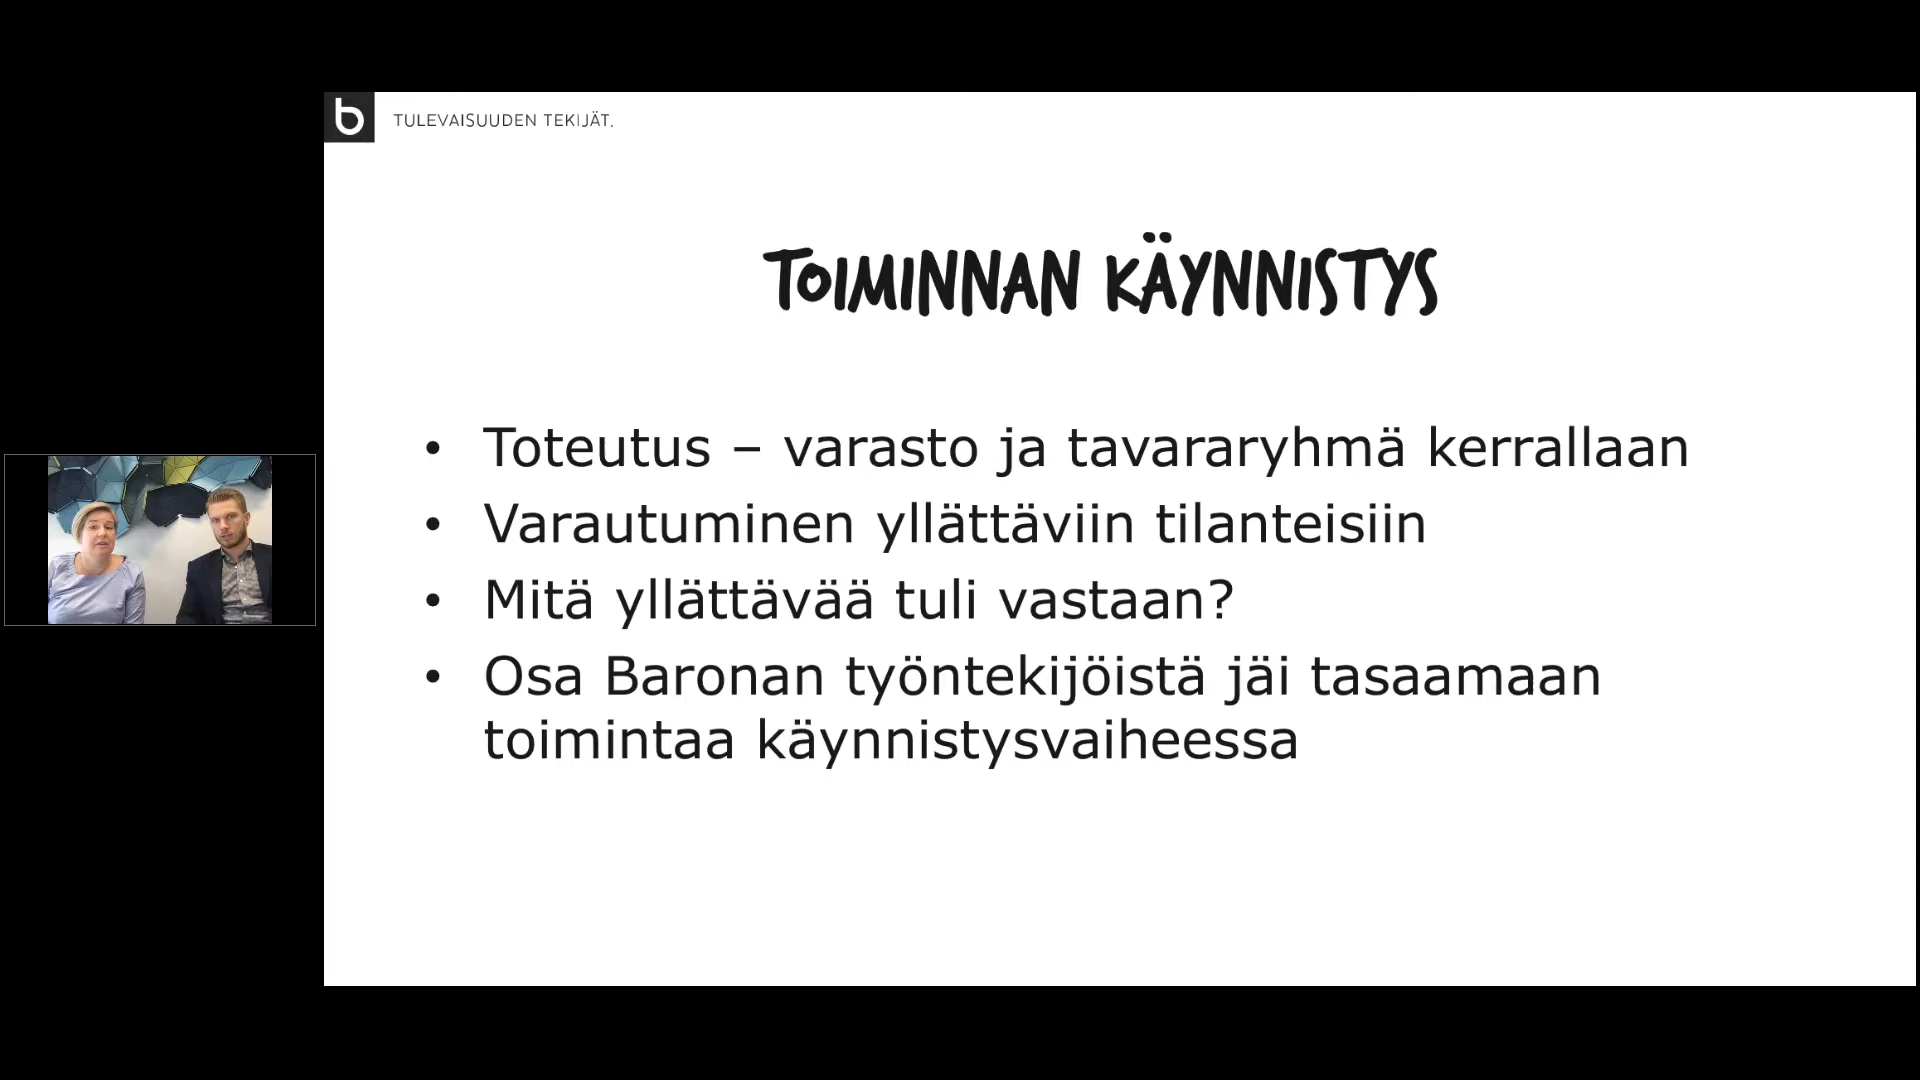 b TULEVAISUUDEN TEKIJÄT.
TOIMINNAN KÄYNNISTYS
• Toteutus – varasto ja tavararyhmä kerrallaan
• Varautuminen yllättäviin tilanteisiin
• Mitä yllättävää tuli vastaan?
• Osa Baronan työntekijöistä jäi tasaamaan
toimintaa käynnistysvaiheessa